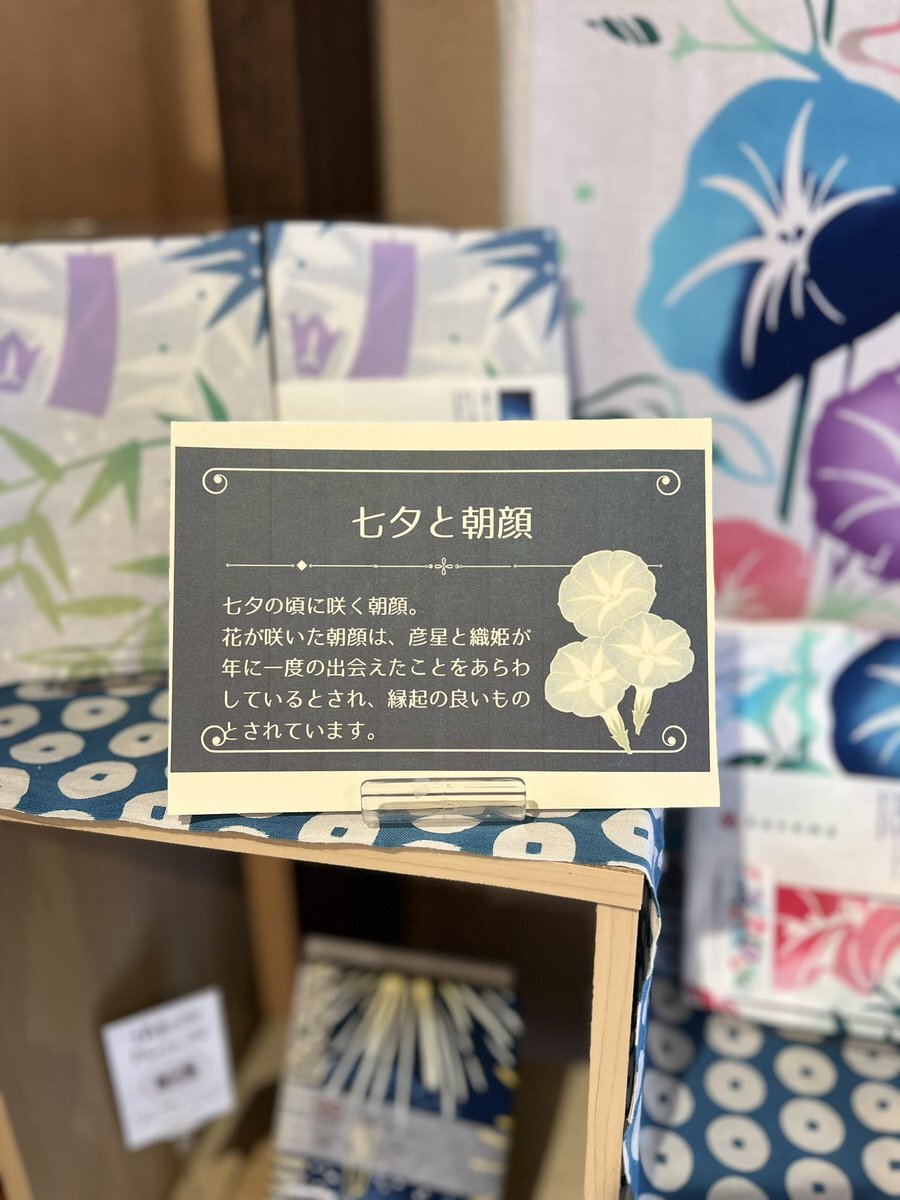 七夕と朝顔
七夕の頃に咲く朝顔。
花が咲いた朝顔は、彦星と織姫が
年に一度の出会えたことをあらわ
しているとされ、縁起の良いもの
とされています。